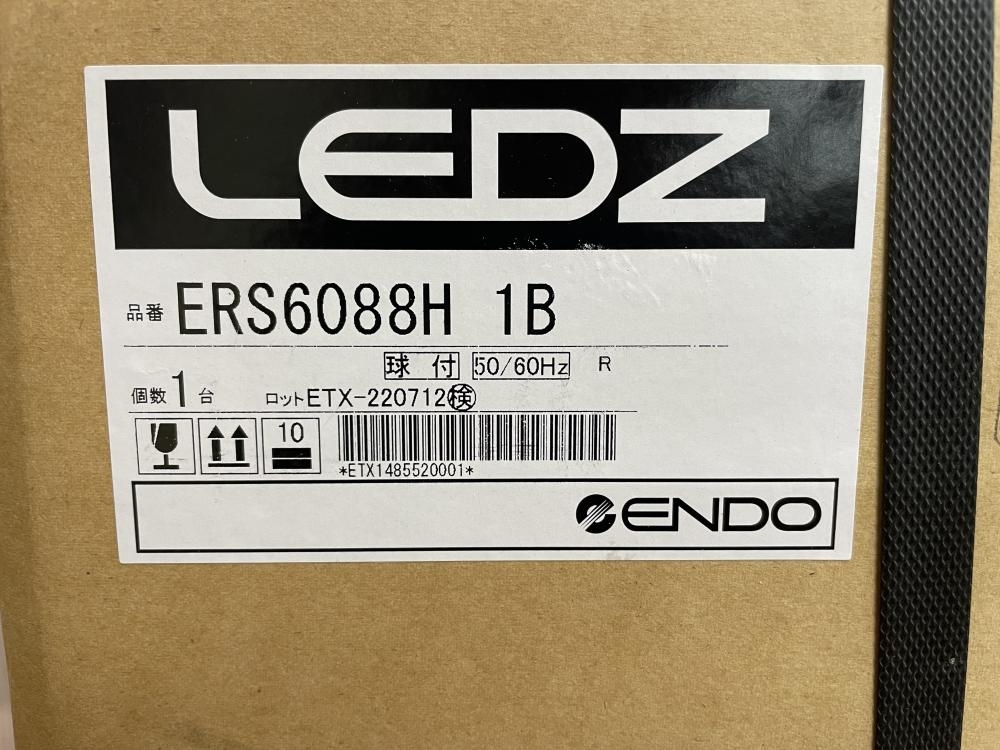 LEDZ
品番 ERS6088H 1B
球 付 50/60Hz R
個数 1 台 ロット ETX-220712 検
10
*ETX1485520001*
ENDO